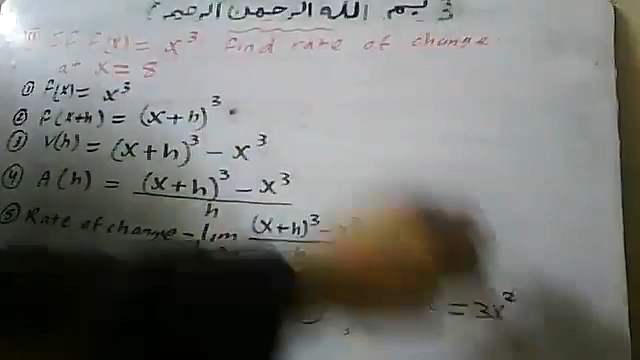 بسم الله الرحمن الرحيم
If F(x) = x³ Find rate of change
at x = 8
① F(x) = x³
② F(x+h) = (x+h)³
③ V(h) = (x+h)³ - x³
④ A(h) = (x+h)³ - x³ / h
⑤ Rate of change = lim (x+h)³ -
= 3x²